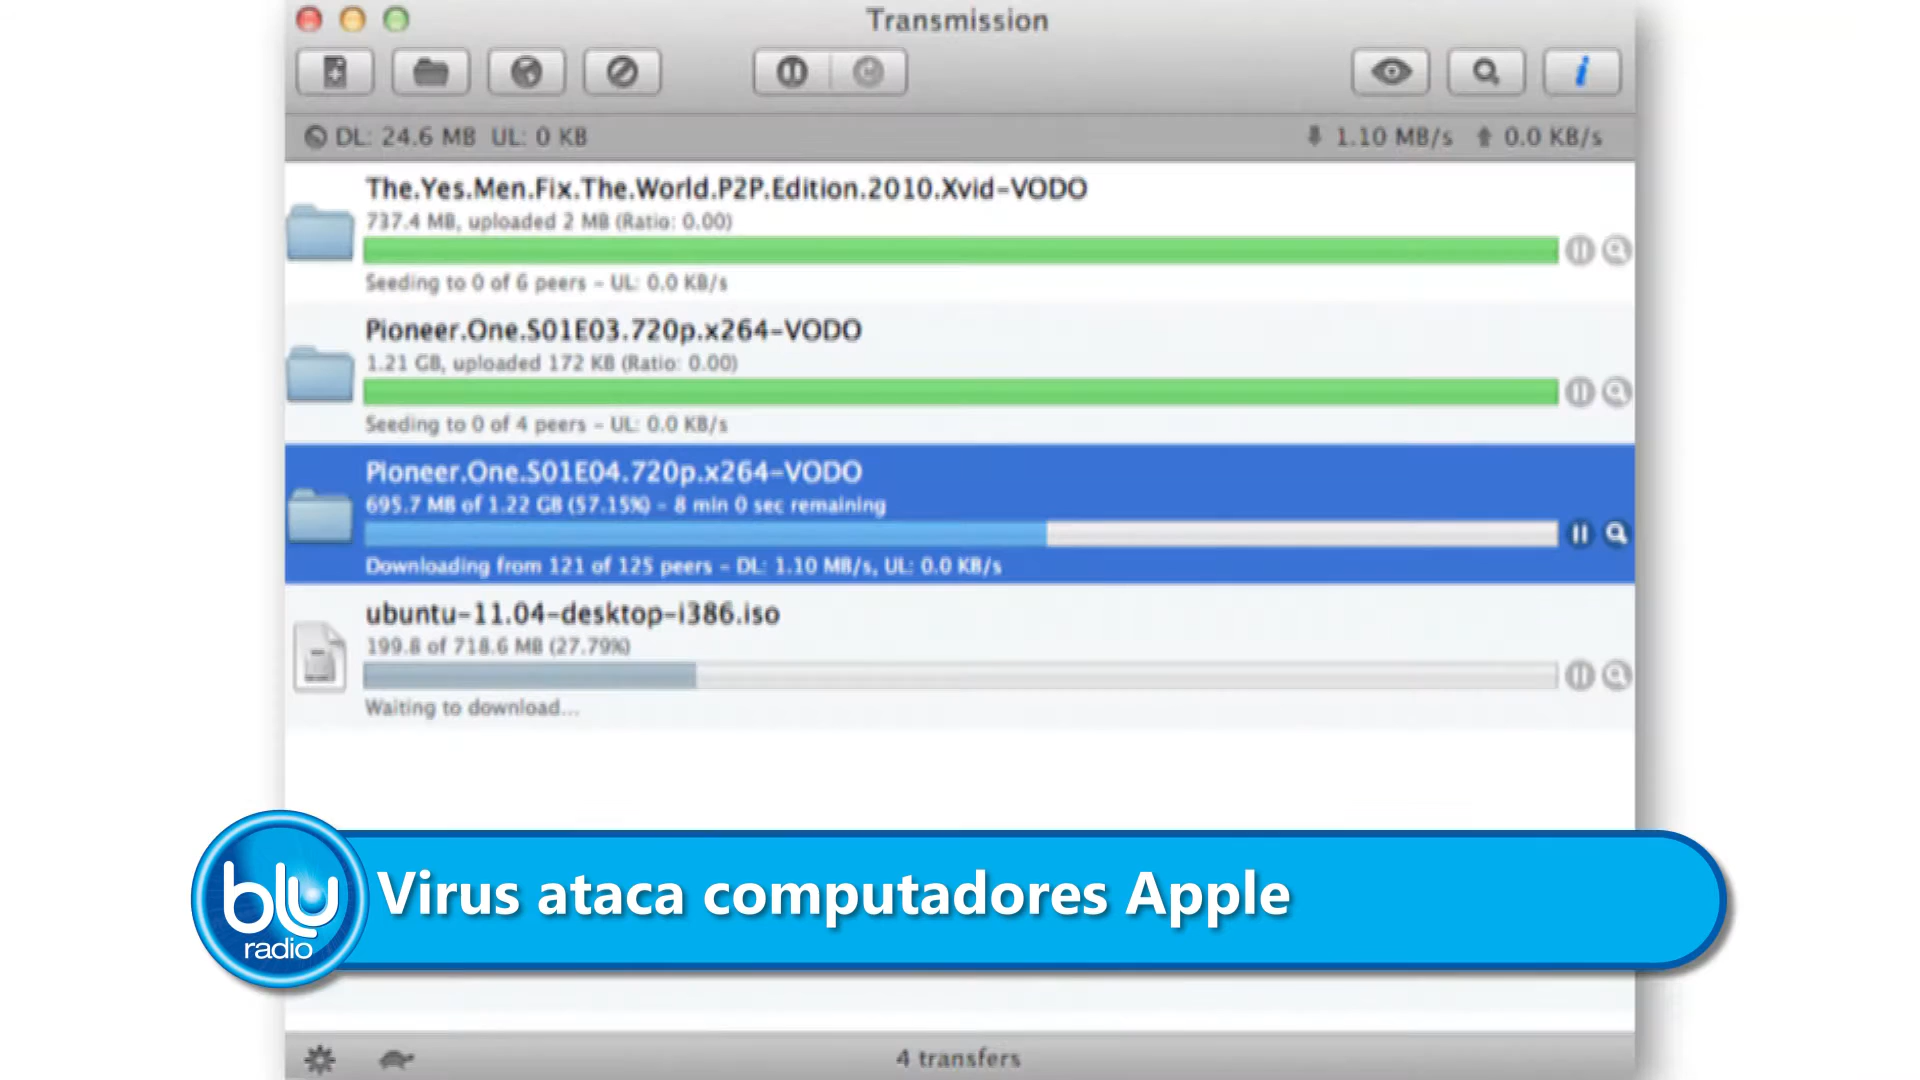 Transmission
DL: 24.6 MB UL: 0 KB
1.10 MB/s 0.0 KB/s
The.Yes.Men.Fix.The.World.P2P.Edition.2010.Xvid-VODO
737.4 MB, uploaded 2 MB (Ratio: 0.00)
Seeding to 0 of 6 peers - UL: 0.0 KB/s
Pioneer.One.S01E03.720p.x264-VODO
1.21 GB, uploaded 172 KB (Ratio: 0.00)
Seeding to 0 of 4 peers - UL: 0.0 KB/s
Pioneer.One.S01E04.720p.x264-VODO
695.7 MB of 1.22 GB (57.15%) - 8 min 0 sec remaining
Downloading from 121 of 125 peers - DL: 1.10 MB/s, UL: 0.0 KB/s
ubuntu-11.04-desktop-i386.iso
199.8 of 718.6 MB (27.79%)
Waiting to download...
blu
radio
Virus ataca computadores Apple
4 transfers